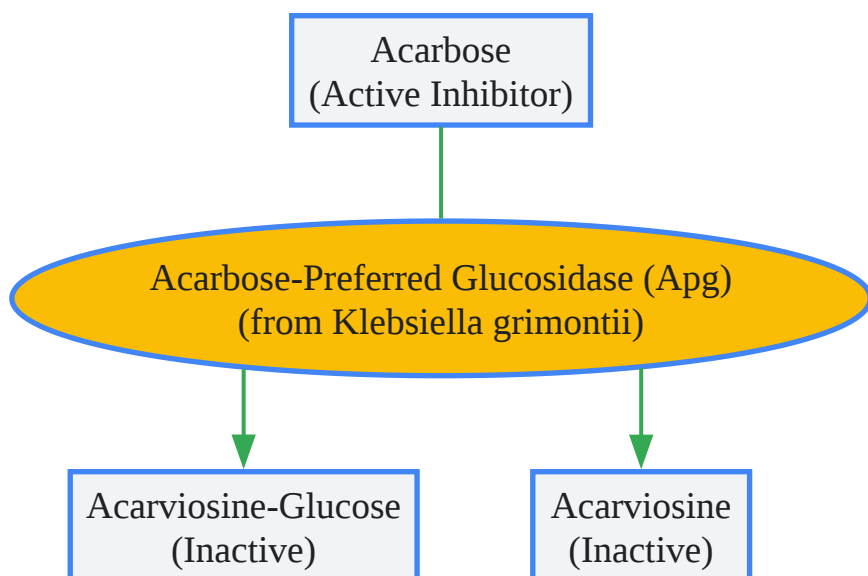 Acarbose
(Active Inhibitor)
Acarbose-Preferred Glucosidase (Apg)
(from Klebsiella grimontii)
Acarviosine-Glucose
(Inactive)
Acarviosine
(Inactive)